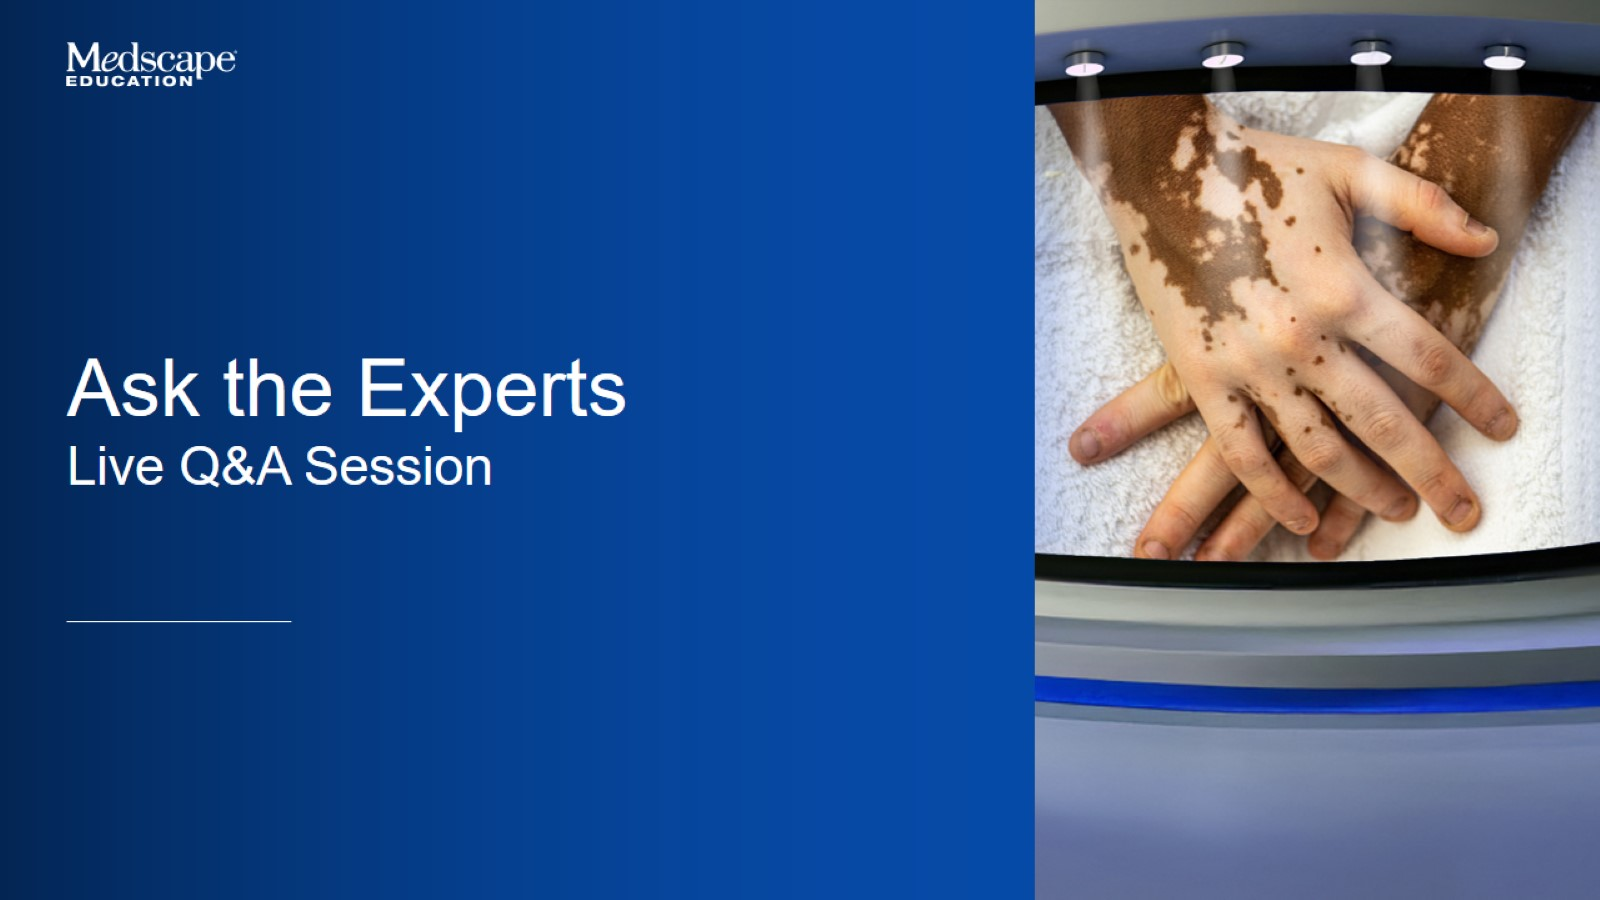 Medscape
EDUCATION
Ask the Experts
Live Q&A Session